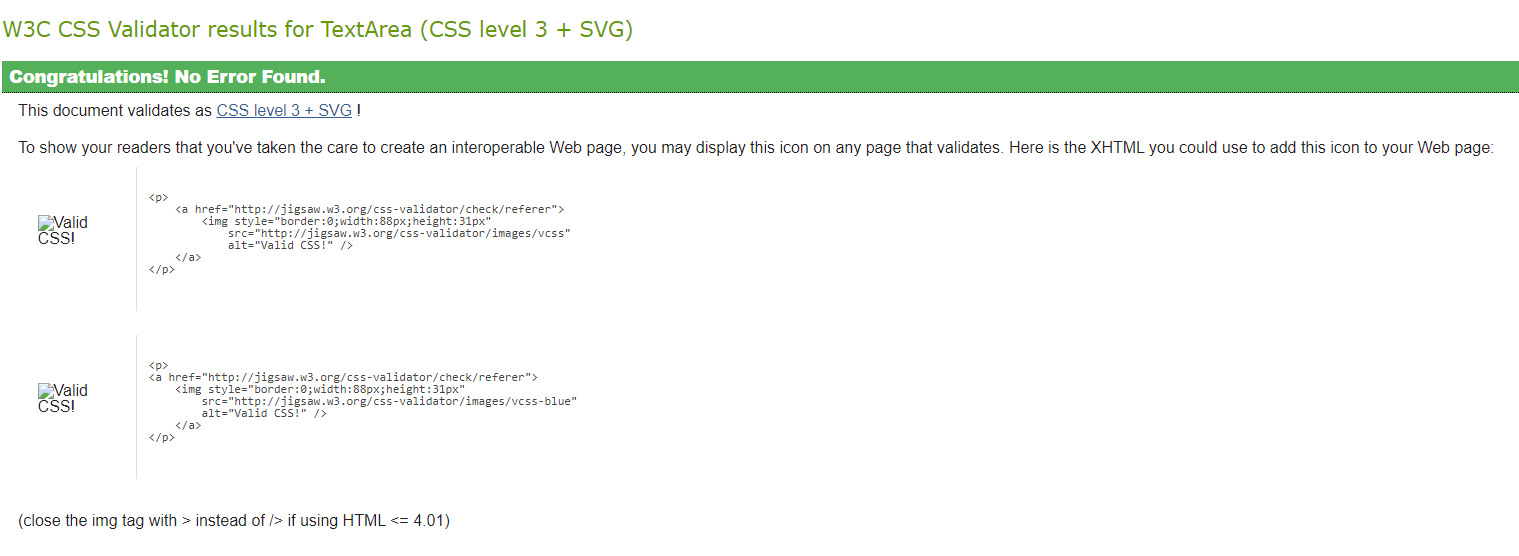 W3C CSS Validator results for TextArea (CSS level 3 + SVG)
Congratulations! No Error Found.
This document validates as CSS level 3 + SVG !
To show your readers that you've taken the care to create an interoperable Web page, you may display this icon on any page that validates. Here is the XHTML you could use to add this icon to your Web page:
Valid
CSS!
<p>
    <a href="http://jigsaw.w3.org/css-validator/check/referer">
        <img style="border:0;width:88px;height:31px"
            src="http://jigsaw.w3.org/css-validator/images/vcss"
            alt="Valid CSS!" />
    </a>
</p>
Valid
CSS!
<p>
<a href="http://jigsaw.w3.org/css-validator/check/referer">
    <img style="border:0;width:88px;height:31px"
        src="http://jigsaw.w3.org/css-validator/images/vcss-blue"
        alt="Valid CSS!" />
    </a>
</p>
(close the img tag with > instead of /> if using HTML <= 4.01)